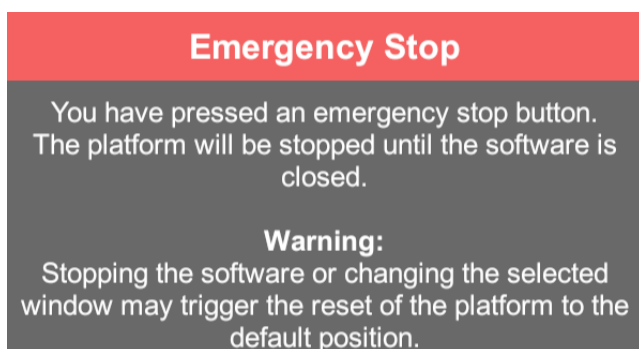 Emergency Stop
You have pressed an emergency stop button.
The platform will be stopped until the software is
closed.
Warning:
Stopping the software or changing the selected
window may trigger the reset of the platform to the
default position.